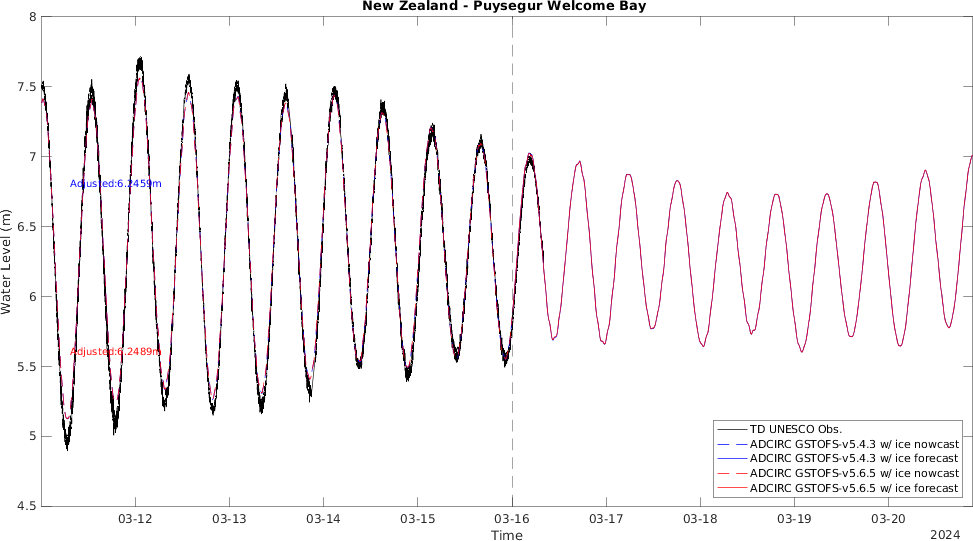 New Zealand - Puysegur Welcome Bay
8
7.5
7
6.5
6
5.5
5
4.5
Water Level (m)
Adjusted:6.2459m
Adjusted:6.2489m
TD UNESCO Obs.
ADCIRC GSTOFS-v5.4.3 w/ ice nowcast
ADCIRC GSTOFS-v5.4.3 w/ ice forecast
ADCIRC GSTOFS-v5.6.5 w/ ice nowcast
ADCIRC GSTOFS-v5.6.5 w/ ice forecast
03-12 03-13 03-14 03-15 03-16 03-17 03-18 03-19 03-20
Time
2024